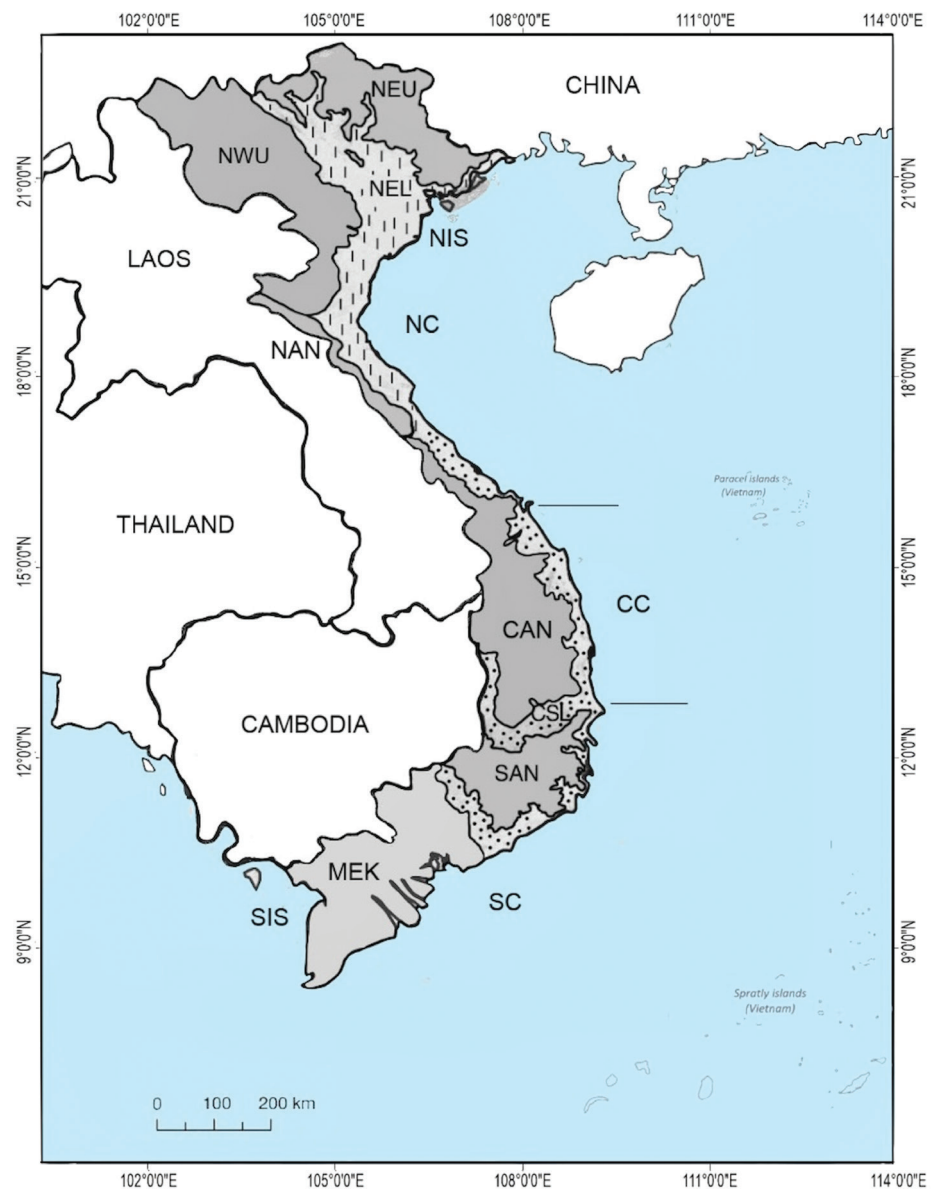 102°0'0"E 105°0'0"E 108°0'0"E 111°0'0"E 114°0'0"E
CHINA
NEU
NWU
21°0'0"N
NEL
21°0'0"N
NIS
LAOS
NC
NAN
18°0'0"N
18°0'0"N
Paracel islands
(Vietnam)
THAILAND
15°0'0"N
15°0'0"N
CC
CAN
CSL
CAMBODIA
12°0'0"N
SAN
12°0'0"N
MEK
SIS
SC
9°0'0"N
9°0'0"N
Spratly islands
(Vietnam)
0 100 200 km
102°0'0"E 105°0'0"E 108°0'0"E 111°0'0"E 114°0'0"E